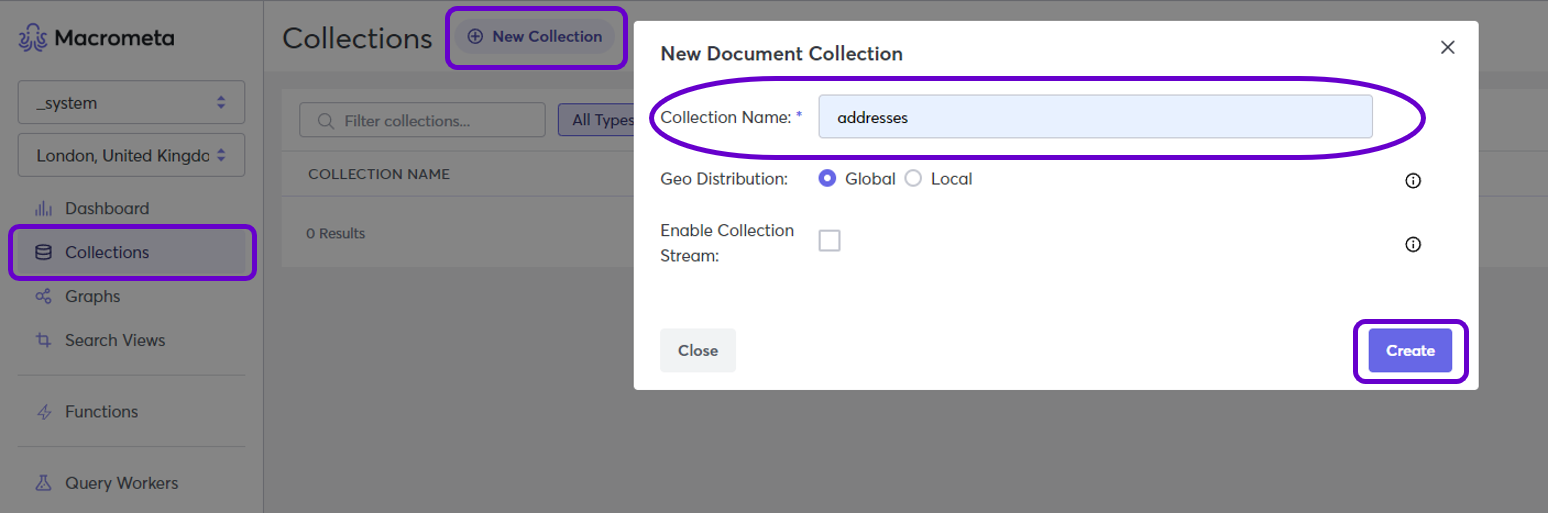 Macrometa
_system
London, United Kingdo
Dashboard
Collections
Graphs
Search Views
Functions
Query Workers
Collections
New Collection
Filter collections...
All Types
COLLECTION NAME
0 Results
New Document Collection
Collection Name: *
addresses
Geo Distribution:
Global
Local
Enable Collection
Stream:
Close
Create